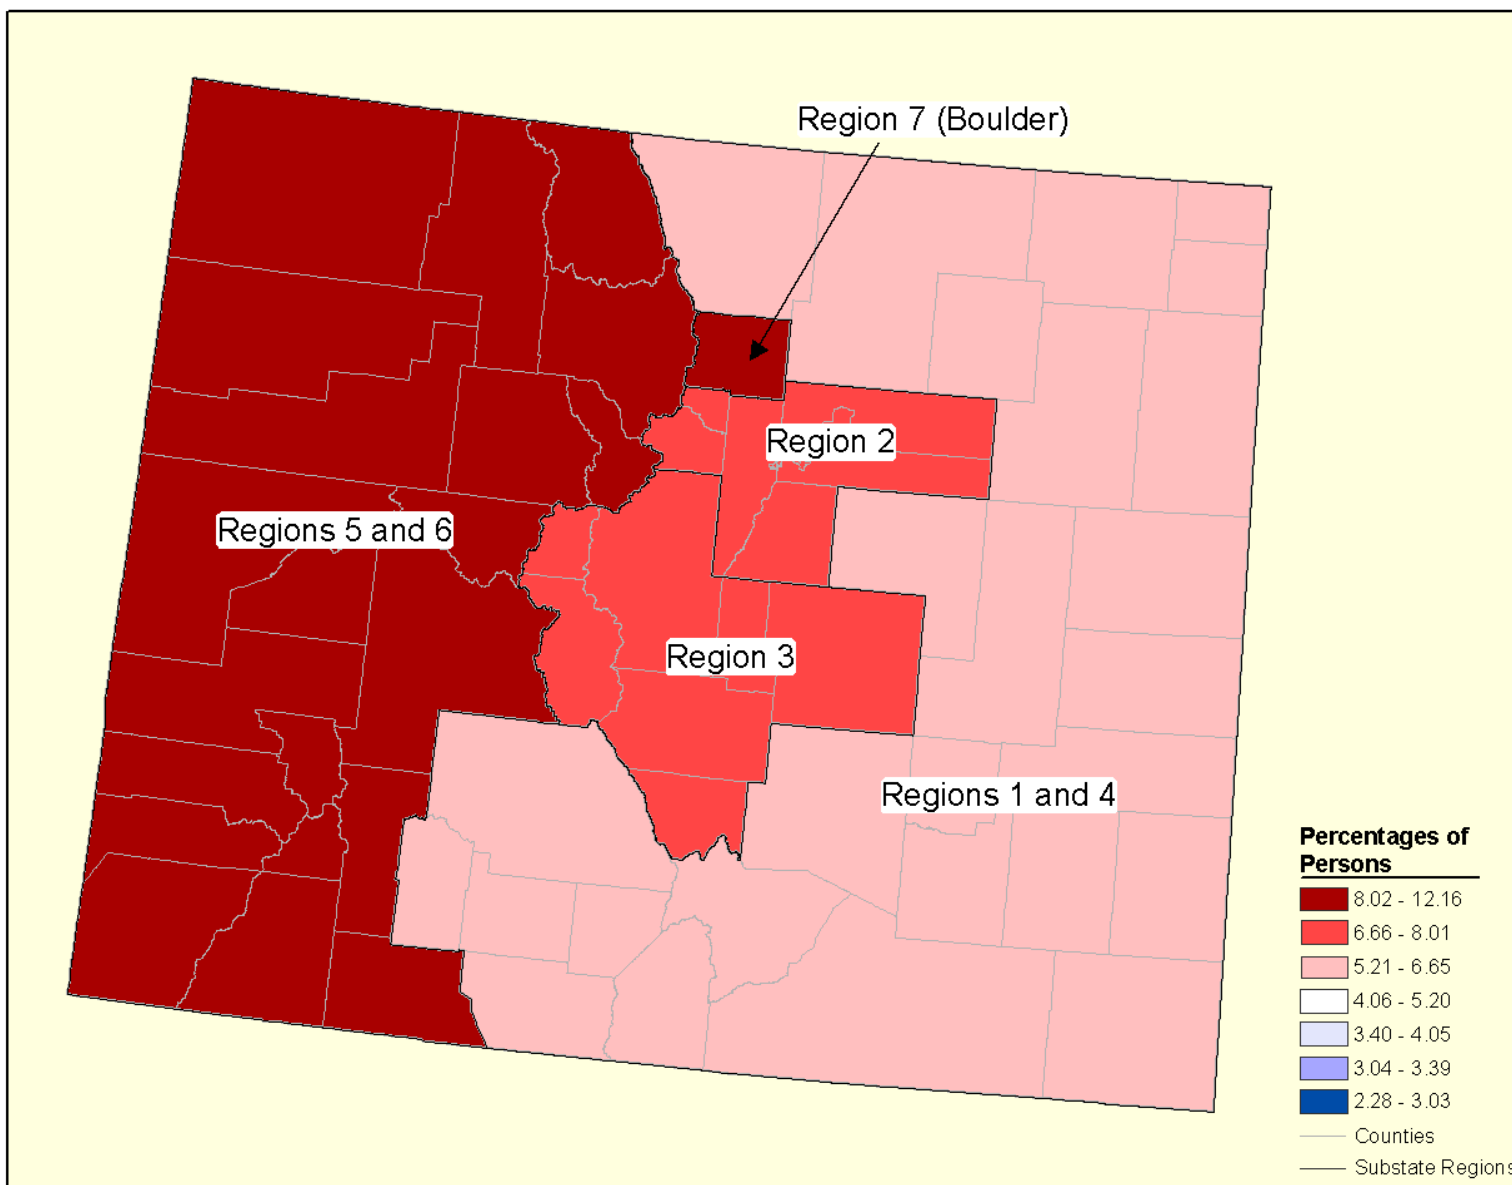 Region 7 (Boulder)
Region 2
Regions 5 and 6
Region 3
Regions 1 and 4
Percentages of
Persons
8.02 - 12.16
6.66 - 8.01
5.21 - 6.65
4.06 - 5.20
3.40 - 4.05
3.04 - 3.39
2.28 - 3.03
Counties
Substate Regions